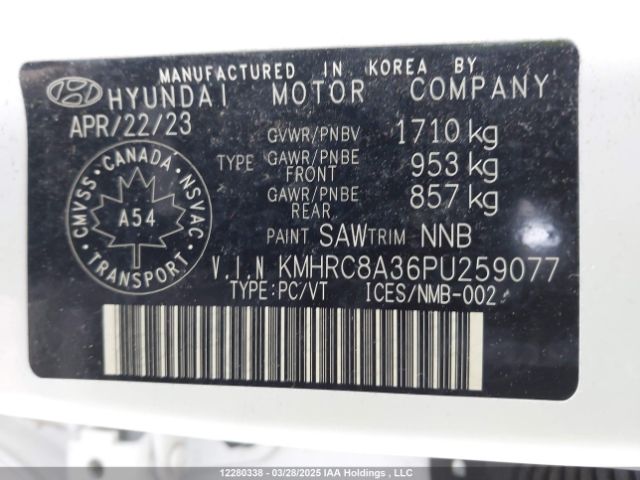 MANUFACTURED IN KOREA BY
HYUNDAI MOTOR COMPANY
APR/22/23
GVWR/PNBV 1710 kg
TYPE GAWR/PNBE FRONT 953 kg
GAWR/PNBE REAR 857 kg
PAINT SAW TRIM NNB
V.I.N KMHRC8A36PU259077
TYPE:PC/VT ICES/NMB-002
CANADA
CMVSS
NSVAC
A54
TRANSPORT
12280338 - 03/28/2025 IAA Holdings , LLC